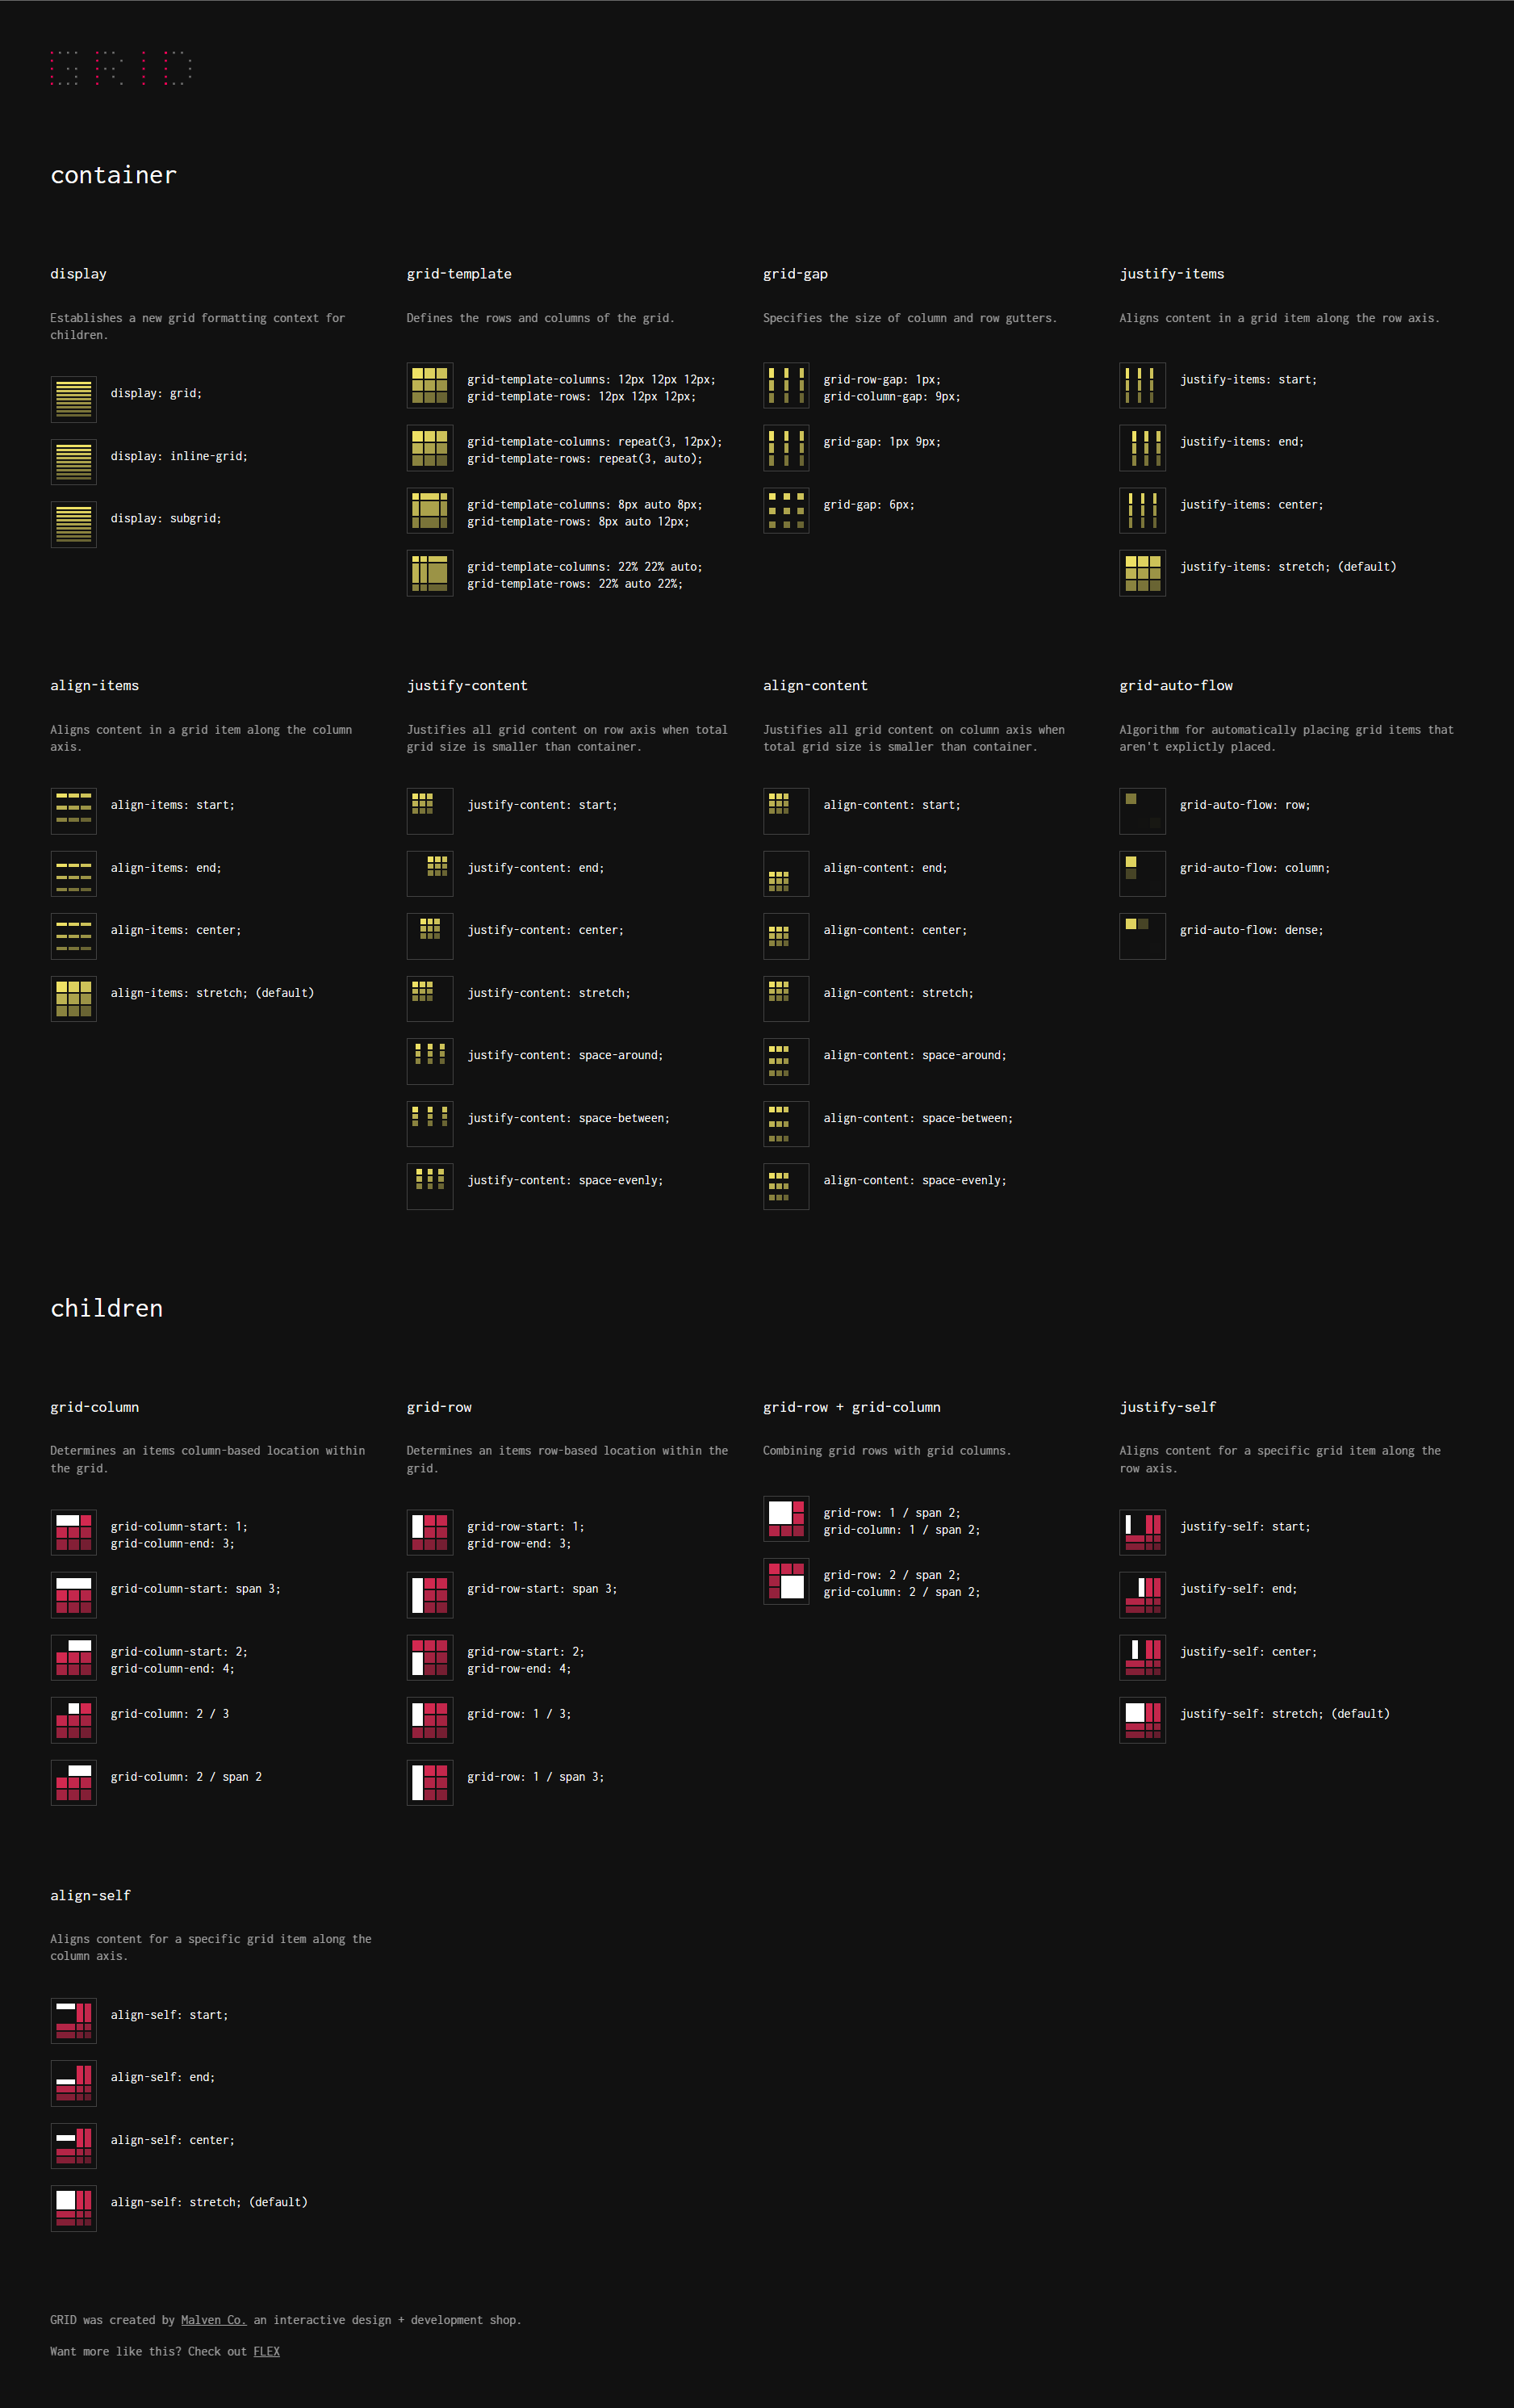 GRID
container
display
Establishes a new grid formatting context for
children.
display: grid;
display: inline-grid;
display: subgrid;
grid-template
Defines the rows and columns of the grid.
grid-template-columns: 12px 12px 12px;
grid-template-rows: 12px 12px 12px;
grid-template-columns: repeat(3, 12px);
grid-template-rows: repeat(3, auto);
grid-template-columns: 8px auto 8px;
grid-template-rows: 8px auto 12px;
grid-template-columns: 22% 22% auto;
grid-template-rows: 22% auto 22%;
grid-gap
Specifies the size of column and row gutters.
grid-row-gap: 1px;
grid-column-gap: 9px;
grid-gap: 1px 9px;
grid-gap: 6px;
justify-items
Aligns content in a grid item along the row axis.
justify-items: start;
justify-items: end;
justify-items: center;
justify-items: stretch; (default)
align-items
Aligns content in a grid item along the column
axis.
align-items: start;
align-items: end;
align-items: center;
align-items: stretch; (default)
justify-content
Justifies all grid content on row axis when total
grid size is smaller than container.
justify-content: start;
justify-content: end;
justify-content: center;
justify-content: stretch;
justify-content: space-around;
justify-content: space-between;
justify-content: space-evenly;
align-content
Justifies all grid content on column axis when
total grid size is smaller than container.
align-content: start;
align-content: end;
align-content: center;
align-content: stretch;
align-content: space-around;
align-content: space-between;
align-content: space-evenly;
grid-auto-flow
Algorithm for automatically placing grid items that
aren't explictly placed.
grid-auto-flow: row;
grid-auto-flow: column;
grid-auto-flow: dense;
children
grid-column
Determines an items column-based location within
the grid.
grid-column-start: 1;
grid-column-end: 3;
grid-column-start: span 3;
grid-column-start: 2;
grid-column-end: 4;
grid-column: 2 / 3
grid-column: 2 / span 2
grid-row
Determines an items row-based location within the
grid.
grid-row-start: 1;
grid-row-end: 3;
grid-row-start: span 3;
grid-row-start: 2;
grid-row-end: 4;
grid-row: 1 / 3;
grid-row: 1 / span 3;
grid-row + grid-column
Combining grid rows with grid columns.
grid-row: 1 / span 2;
grid-column: 1 / span 2;
grid-row: 2 / span 2;
grid-column: 2 / span 2;
justify-self
Aligns content for a specific grid item along the
row axis.
justify-self: start;
justify-self: end;
justify-self: center;
justify-self: stretch; (default)
align-self
Aligns content for a specific grid item along the
column axis.
align-self: start;
align-self: end;
align-self: center;
align-self: stretch; (default)
GRID was created by Malven Co. an interactive design + development shop.
Want more like this? Check out FLEX